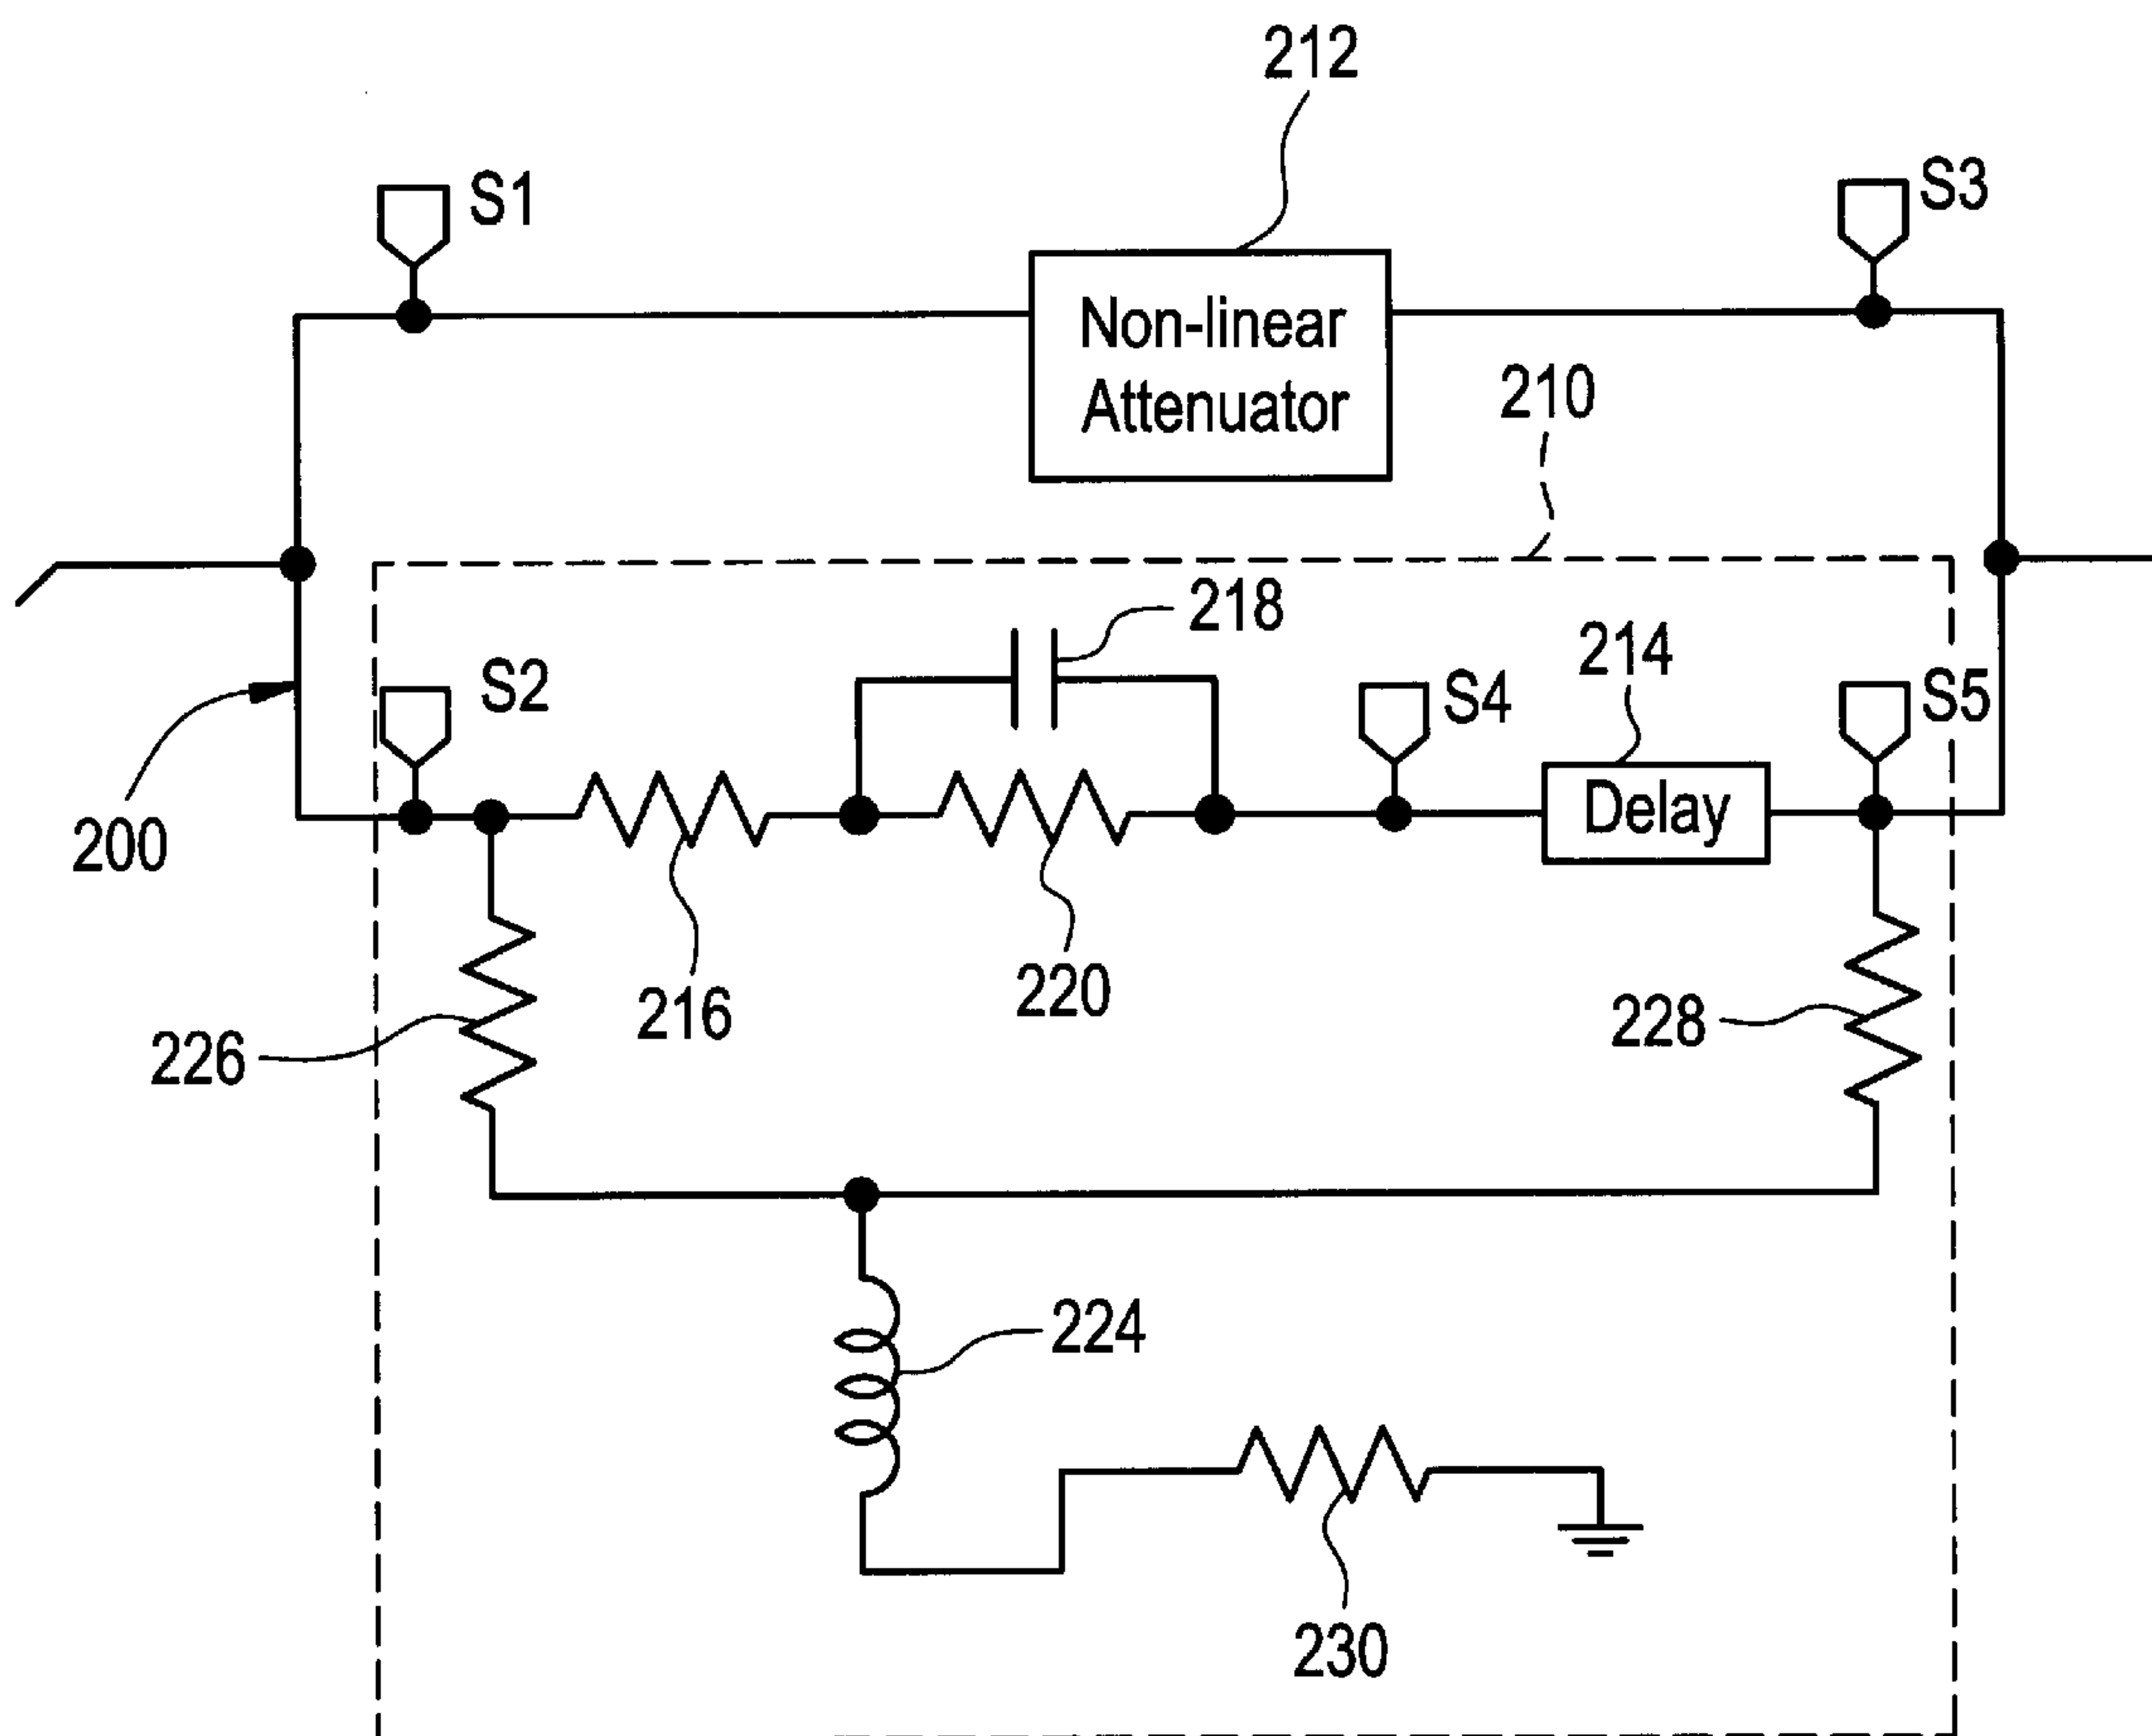 212
S1
S3
Non-linear
Attenuator
210
218
214
S2
S4
S5
Delay
200
216
220
226
228
224
230